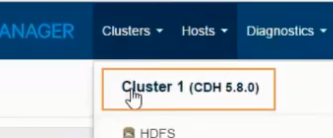 ANAGER Clusters Hosts Diagnostics
Cluster 1 (CDH 5.8.0)
HDFS